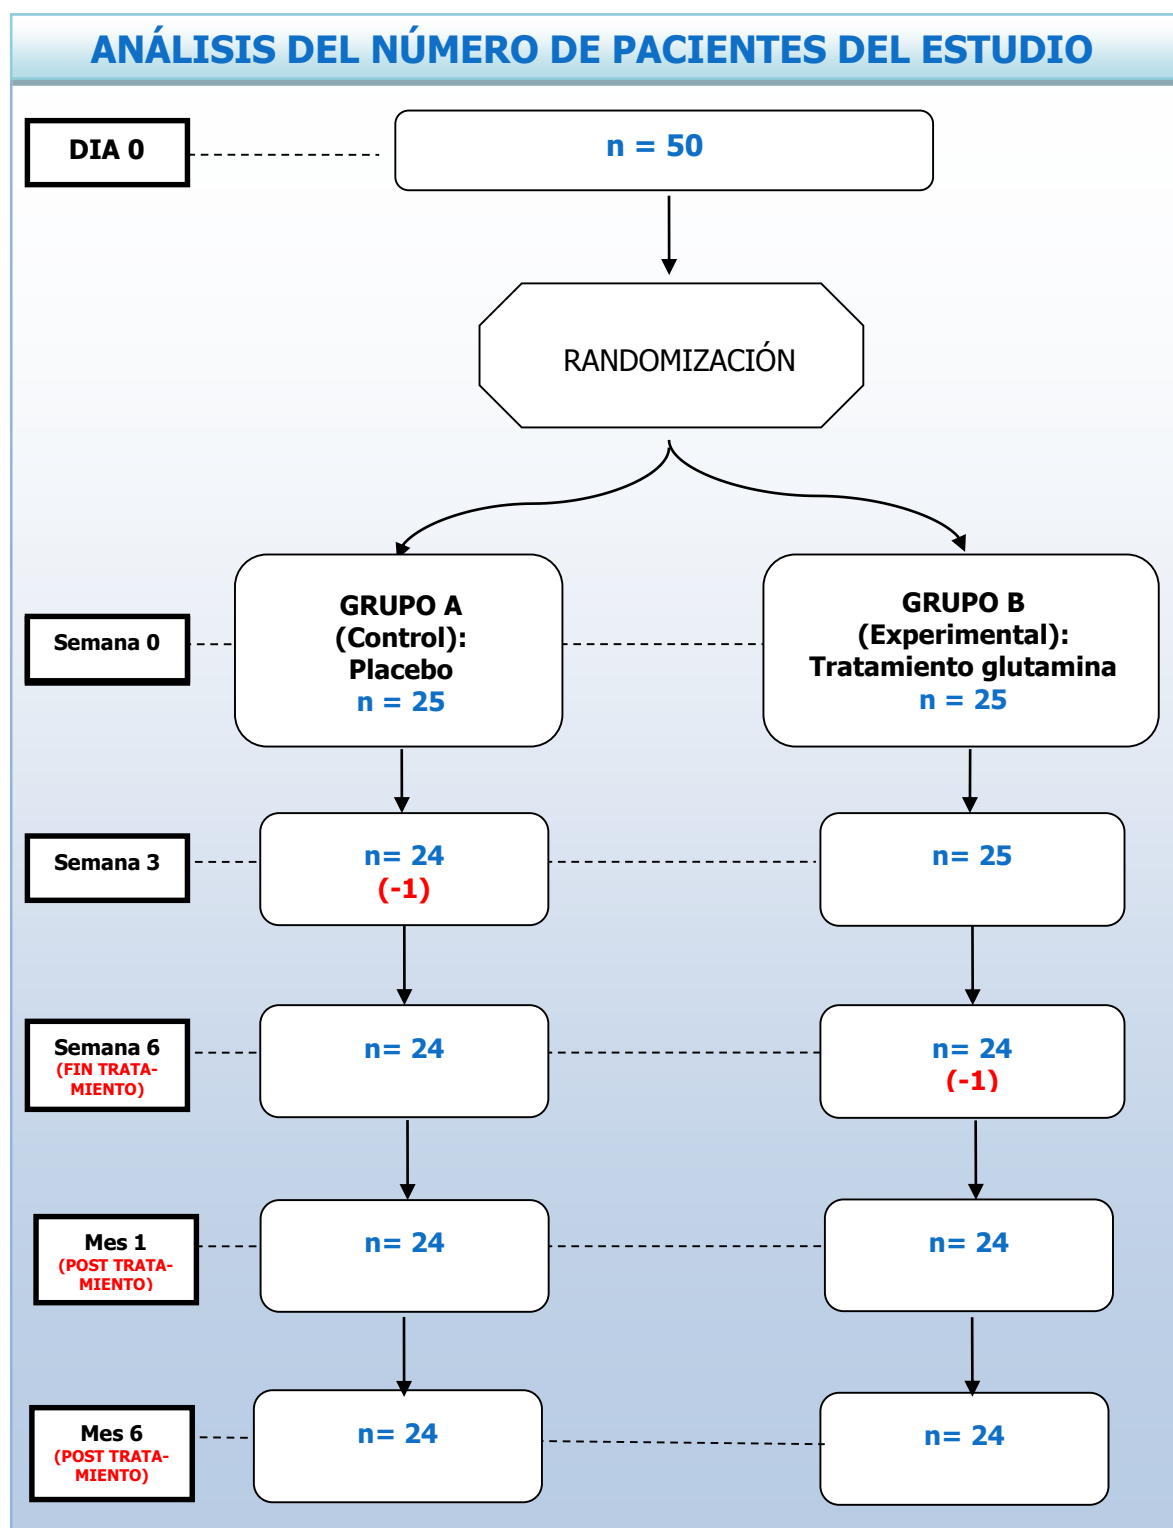 ANÁLISIS DEL NÚMERO DE PACIENTES DEL ESTUDIO
DIA 0
n = 50
RANDOMIZACIÓN
Semana 0
GRUPO A
(Control):
Placebo
n = 25
GRUPO B
(Experimental):
Tratamiento glutamina
n = 25
Semana 3
n= 24
(-1)
n= 25
Semana 6
(FIN TRATA-
MIENTO)
n= 24
n= 24
(-1)
Mes 1
(POST TRATA-
MIENTO)
n= 24
n= 24
Mes 6
(POST TRATA-
MIENTO)
n= 24
n= 24